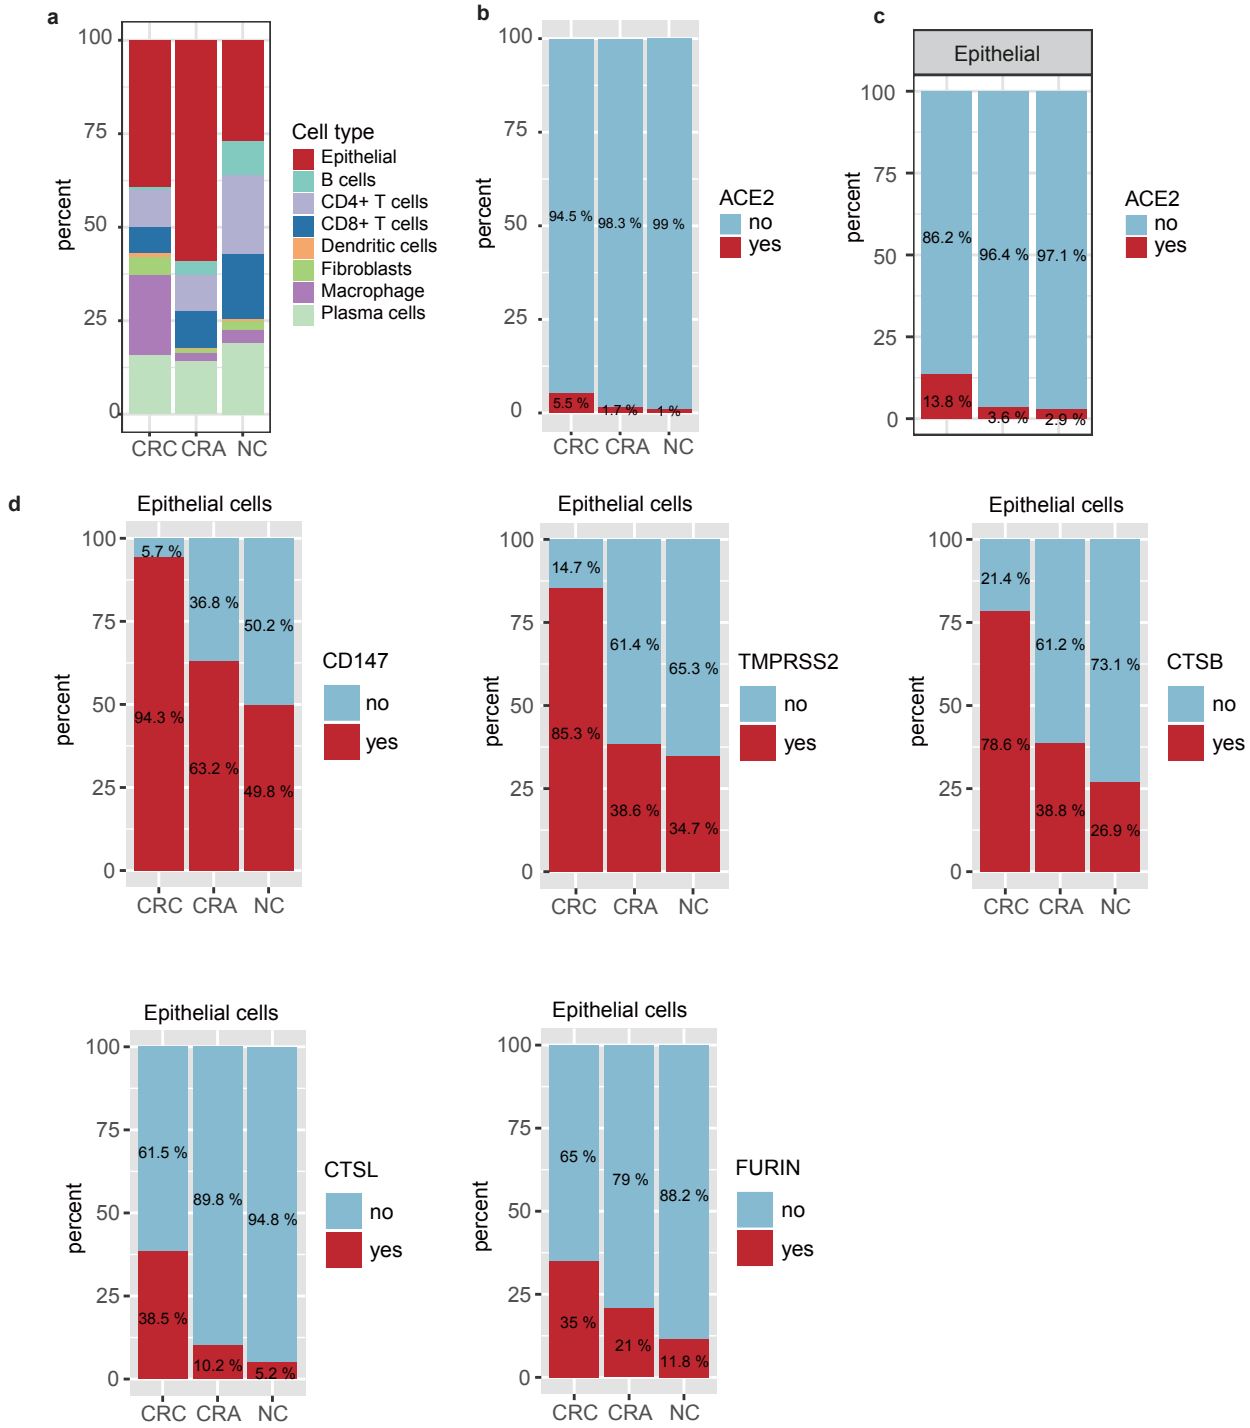 a
100
75
50
25
0
percent
CRC CRA NC
Cell type
Epithelial
B cells
CD4+ T cells
CD8+ T cells
Dendritic cells
Fibroblasts
Macrophage
Plasma cells
b
100
75
50
25
0
percent
94.5 % 98.3 % 99 %
5.5 % 1.7 % 1 %
CRC CRA NC
ACE2
no
yes
c
Epithelial
100
75
50
25
0
percent
86.2 % 96.4 % 97.1 %
13.8 % 3.6 % 2.9 %
ACE2
no
yes
d
Epithelial cells
100
75
50
25
0
percent
5.7 % 36.8 % 50.2 %
94.3 % 63.2 % 49.8 %
CRC CRA NC
CD147
no
yes
Epithelial cells
100
75
50
25
0
percent
14.7 % 61.4 % 65.3 %
85.3 % 38.6 % 34.7 %
CRC CRA NC
TMPRSS2
no
yes
Epithelial cells
100
75
50
25
0
percent
21.4 % 61.2 % 73.1 %
78.6 % 38.8 % 26.9 %
CRC CRA NC
CTSB
no
yes
Epithelial cells
100
75
50
25
0
percent
61.5 % 89.8 % 94.8 %
38.5 % 10.2 % 5.2 %
CRC CRA NC
CTSL
no
yes
Epithelial cells
100
75
50
25
0
percent
65 % 79 % 88.2 %
35 % 21 % 11.8 %
CRC CRA NC
FURIN
no
yes